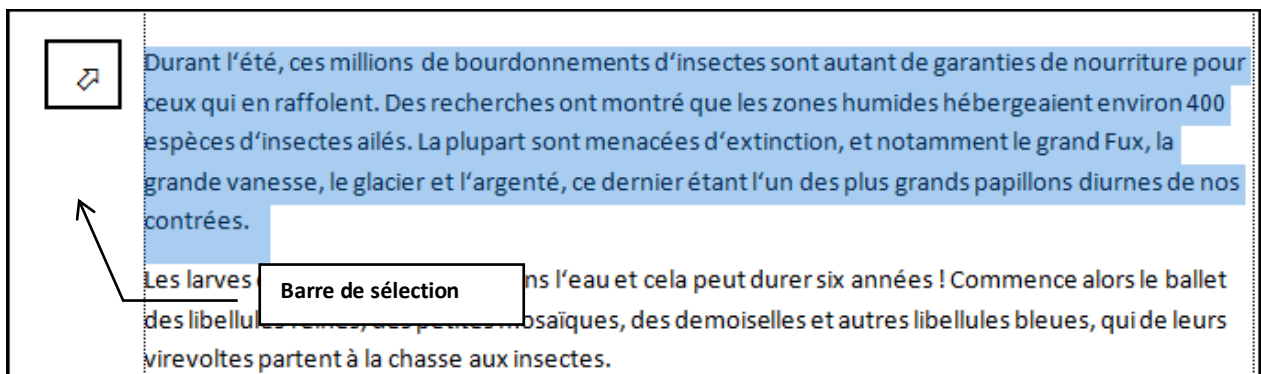 Durant l‘été, ces millions de bourdonnements d‘insectes sont autant de garanties de nourriture pour
ceux qui en raffolent. Des recherches ont montré que les zones humides hébergeaient environ 400
espèces d‘insectes ailés. La plupart sont menacées d‘extinction, et notamment le grand Fux, la
grande vanesse, le glacier et l‘argenté, ce dernier étant l‘un des plus grands papillons diurnes de nos
contrées.
Les larves ns l‘eau et cela peut durer six années ! Commence alors le ballet
Barre de sélection
des libellules reines, des petites mosaïques, des demoiselles et autres libellules bleues, qui de leurs
virevoltes partent à la chasse aux insectes.